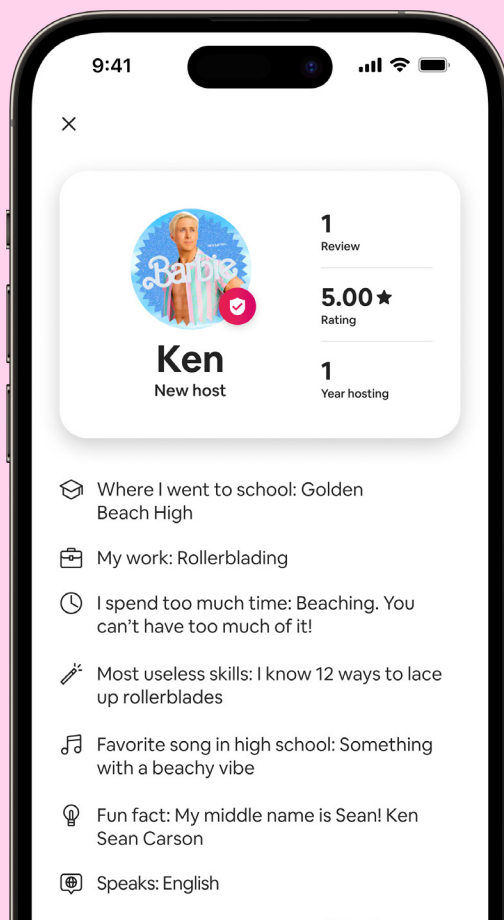 9:41
Barbie
1
Review
5.00
Rating
1
Year hosting
Ken
New host
Where I went to school: Golden
Beach High
My work: Rollerblading
I spend too much time: Beaching. You
can’t have too much of it!
Most useless skills: I know 12 ways to lace
up rollerblades
Favorite song in high school: Something
with a beachy vibe
Fun fact: My middle name is Sean! Ken
Sean Carson
Speaks: English